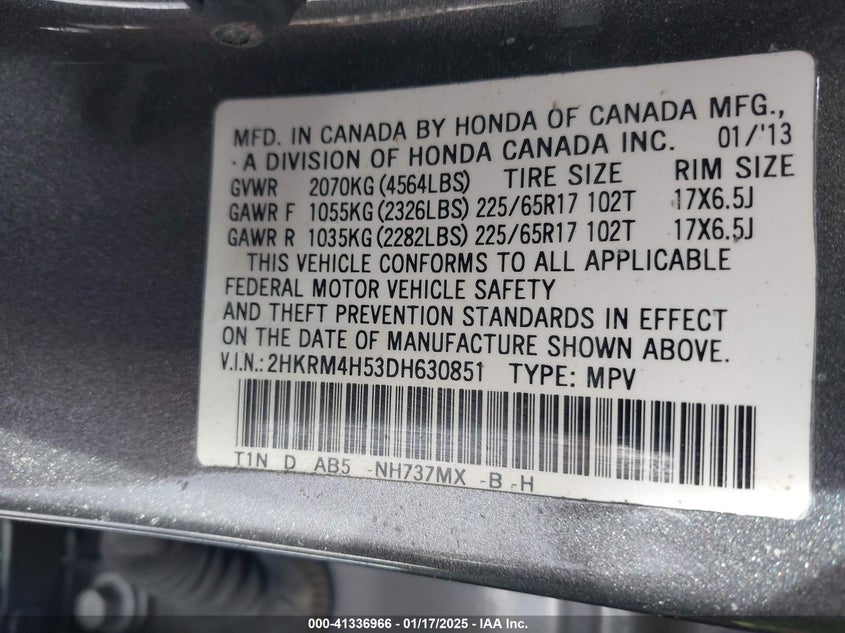 MFD. IN CANADA BY HONDA OF CANADA MFG.,
A DIVISION OF HONDA CANADA INC. 01/'13
GVWR 2070KG (4564LBS) TIRE SIZE RIM SIZE
GAWR F 1055KG (2326LBS) 225/65R17 102T 17X6.5J
GAWR R 1035KG (2282LBS) 225/65R17 102T 17X6.5J
THIS VEHICLE CONFORMS TO ALL APPLICABLE
FEDERAL MOTOR VEHICLE SAFETY
AND THEFT PREVENTION STANDARDS IN EFFECT
ON THE DATE OF MANUFACTURE SHOWN ABOVE.
V.I.N.: 2HKRM4H53DH630851 TYPE: MPV
T1N D AB5 -NH737MX -B -H
000-41336966 - 01/17/2025 - IAA Inc.